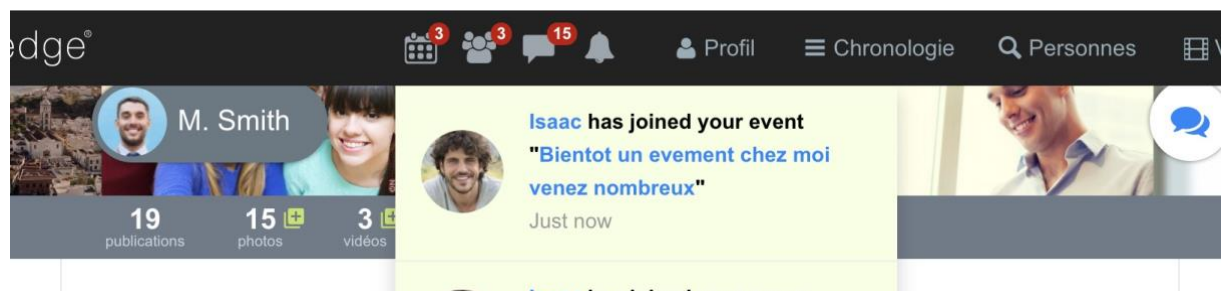 edge®
3 3 15 Profil Chronologie Personnes
M. Smith
Isaac has joined your event
"Bientot un evement chez moi
venez nombreux"
Just now
19 15 3
publications photos vidéos